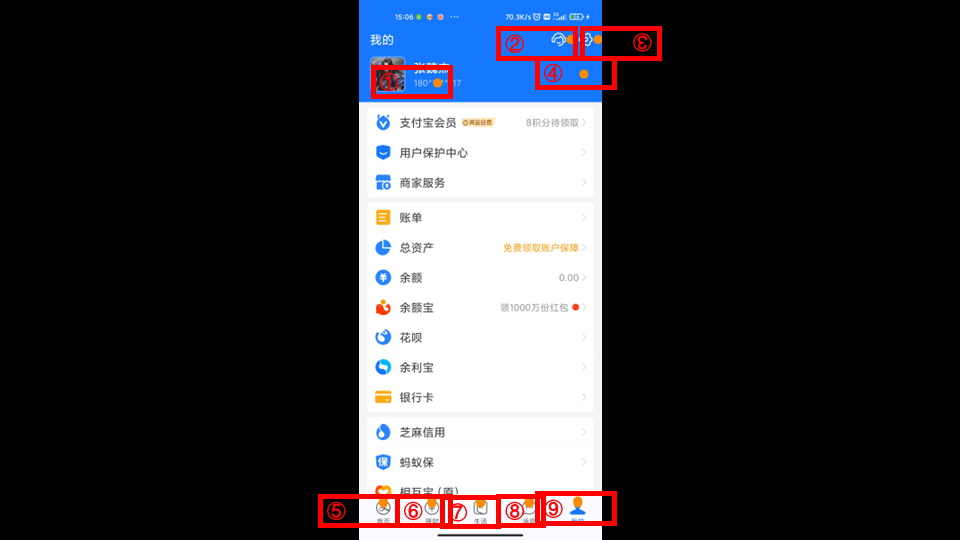 15:06 ··· 70.3K/s
我的
②
③
④
①
180*
17
支付宝会员 黄金会员 8积分待领取
用户保护中心
商家服务
账单
总资产 免费领取账户保障
余额 0.00
余额宝 领1000万份红包
花呗
余利宝
银行卡
芝麻信用
蚂蚁保
相互宝(原)
⑤ ⑥ ⑦ ⑧ ⑨
首页 理财 生活 消息 我的